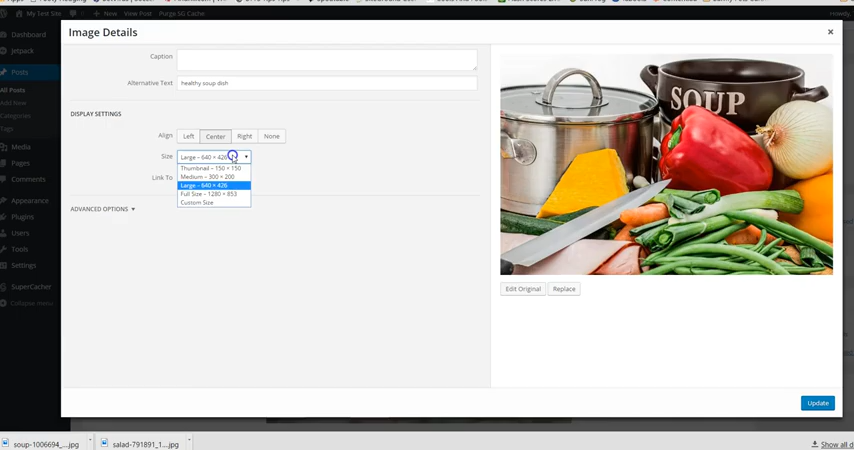 My Test Site
+ New
View Post
Purge SG Cache
Howdy,
Image Details
×
Dashboard
Jetpack
Posts
All Posts
Add New
Categories
Tags
Media
Pages
Comments
Appearance
Plugins
Users
Tools
Settings
SuperCacher
Collapse menu
Caption
Alternative Text
healthy soup dish
DISPLAY SETTINGS
Align
Left
Center
Right
None
Size
Large – 640 × 426
Thumbnail – 150 × 150
Medium – 300 × 200
Large – 640 × 426
Full Size – 1280 × 853
Custom Size
Link To
ADVANCED OPTIONS
SOUP
Edit Original
Replace
Update
soup-1006694_....jpg
salad-791891_1....jpg
Show all d